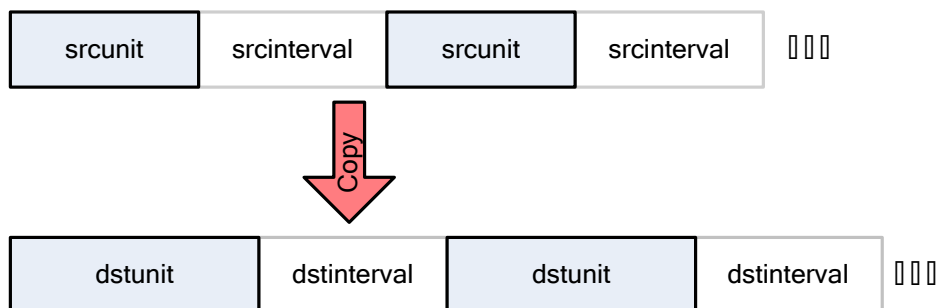 srcunit srcinterval srcunit srcinterval
Copy
dstunit dstinterval dstunit dstinterval